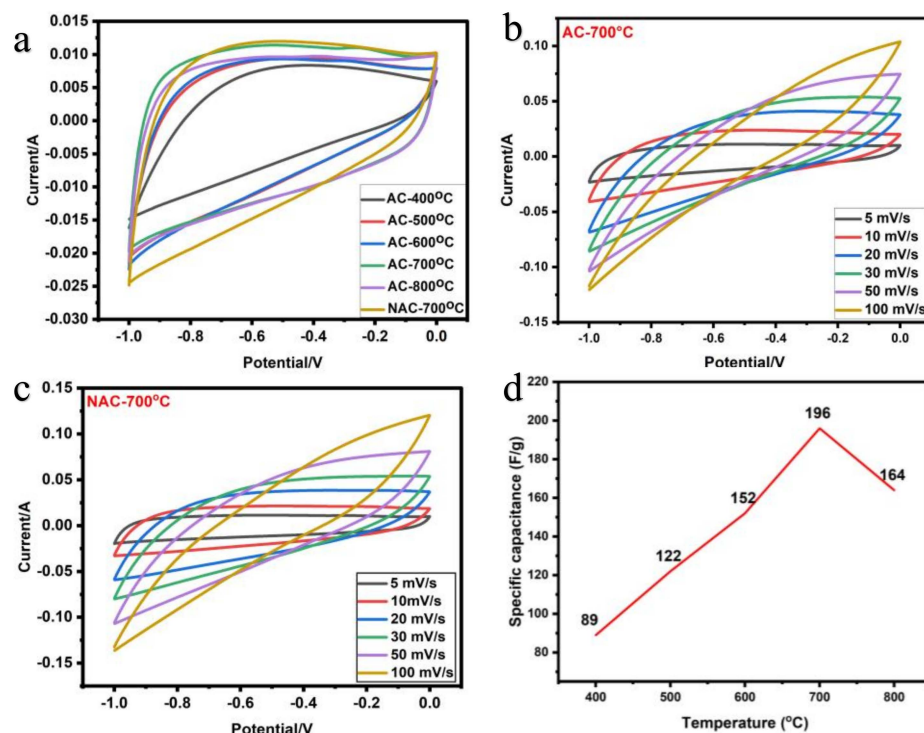 a
0.015
0.010
0.005
0.000
-0.005
-0.010
-0.015
-0.020
-0.025
-0.030
Current/A
-1.0 -0.8 -0.6 -0.4 -0.2 0.0
Potential/V
AC-400⁰C
AC-500⁰C
AC-600⁰C
AC-700⁰C
AC-800⁰C
NAC-700⁰C
b
AC-700°C
0.10
0.05
0.00
-0.05
-0.10
-0.15
Current/A
-1.0 -0.8 -0.6 -0.4 -0.2 0.0
Potential/V
5 mV/s
10 mV/s
20 mV/s
30 mV/s
50 mV/s
100 mV/s
c
NAC-700°C
0.15
0.10
0.05
0.00
-0.05
-0.10
-0.15
Current/A
-1.0 -0.8 -0.6 -0.4 -0.2 0.0
Potential/V
5 mV/s
10mV/s
20 mV/s
30 mV/s
50 mV/s
100 mV/s
d
220
200
180
160
140
120
100
80
Specific capacitance (F/g)
89
122
152
196
164
400 500 600 700 800
Temperature (°C)